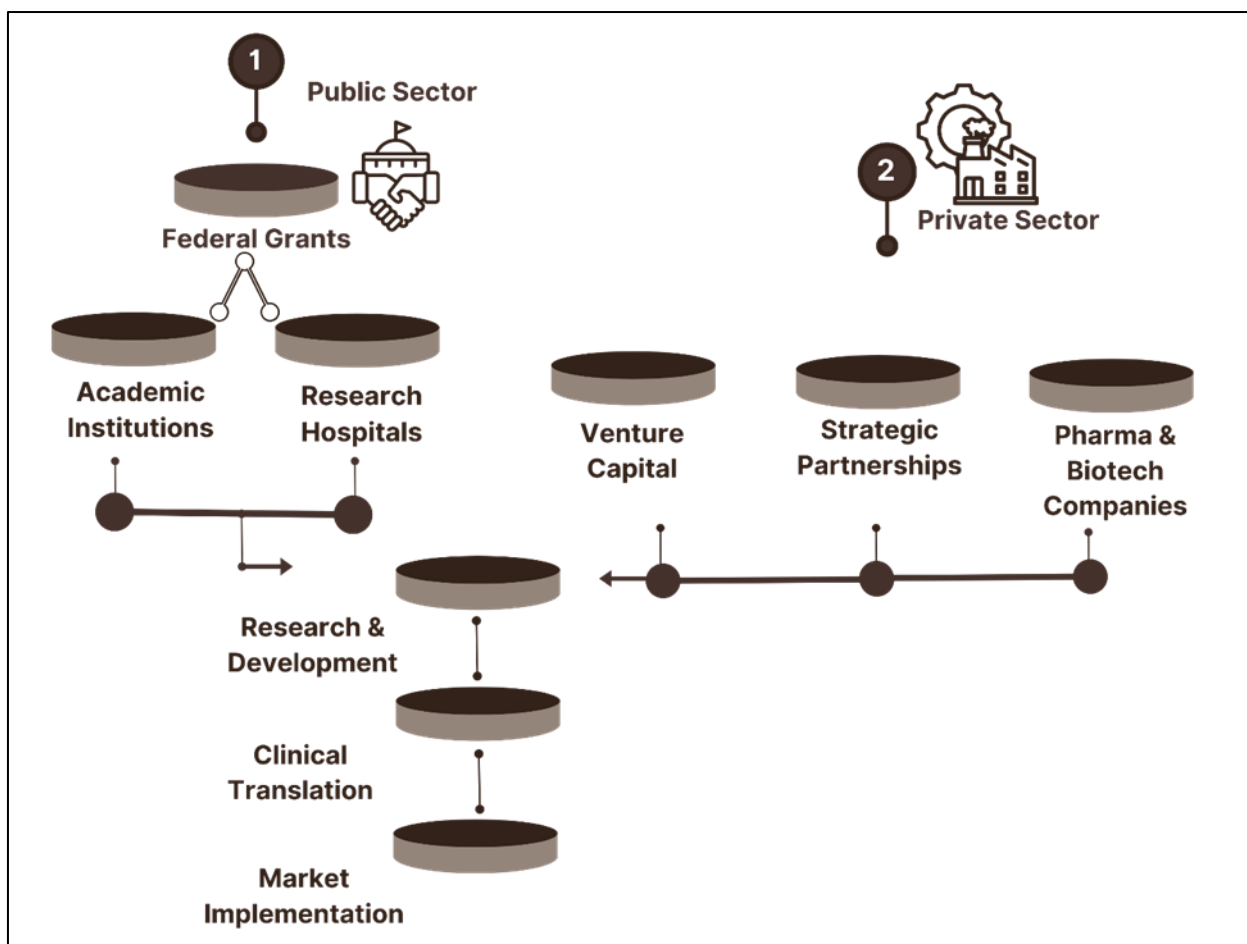 1
Public Sector
Federal Grants
Academic
Institutions
Research
Hospitals
2
Private Sector
Venture
Capital
Strategic
Partnerships
Pharma &
Biotech
Companies
Research &
Development
Clinical
Translation
Market
Implementation